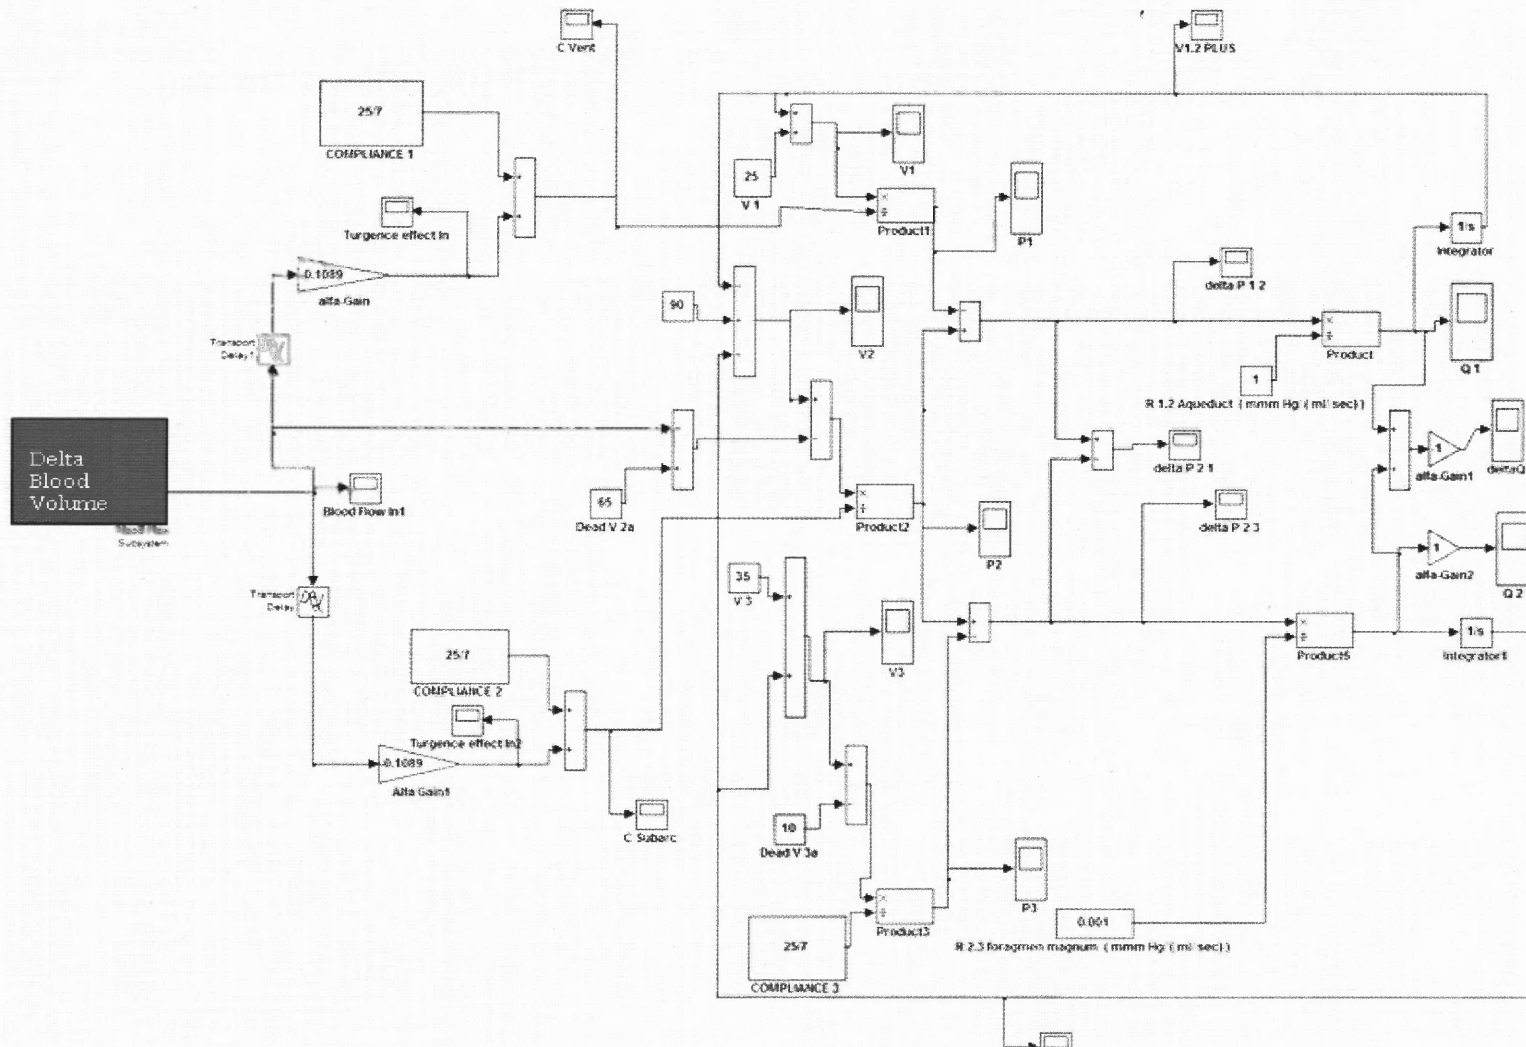 C Vent
V1.2 PLUS
25/7
COMPLIANCE 1
25
V 1
V1
Product1
P1
Turgence effect In
-0.1089
alfa-Gain
1/s
Integrator
delta P 1 2
90
V2
Transport
Delay1
Product
Q 1
1
R 1.2 Aqueduct ( mmm Hg/ ( ml/ sec) )
Delta
Blood
Volume
Subsystem
Blood Flow In1
65
Dead V 2a
Product2
delta P 2 1
1
alfa-Gain1
deltaQ
delta P 2 3
P2
1
alfa-Gain2
Q 2
Transport
Delay
35
V 3
V3
25/7
COMPLIANCE 2
Product5
1/s
Integrator1
Turgence effect In2
-0.1089
Alfa Gain1
C Subarc
10
Dead V 3a
P3
Product3
0.001
R 2.3 foragmen magnum ( mmm Hg/ ( ml/ sec) )
25/7
COMPLIANCE 3